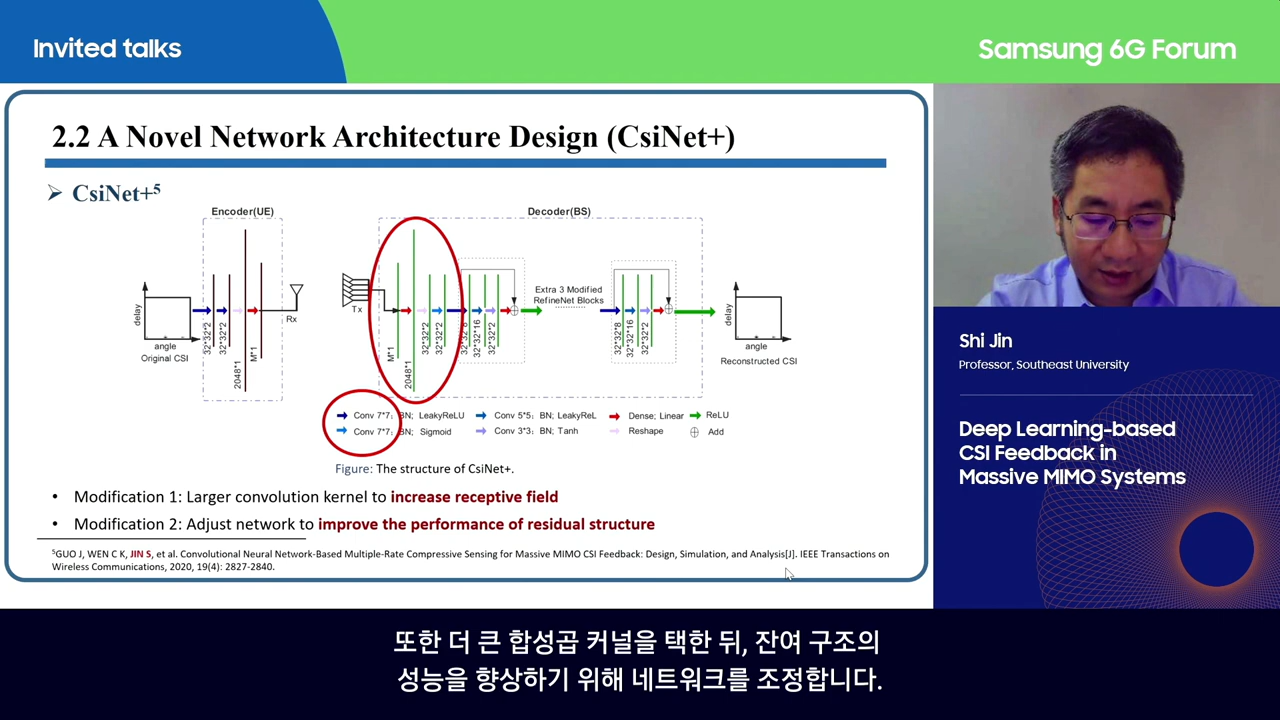 Invited talks
Samsung 6G Forum
2.2 A Novel Network Architecture Design (CsiNet+)
➢ CsiNet+5
Encoder(UE)
Decoder(BS)
delay
angle
Original CSI
32*32*2
32*32*2
2048*1
M*1
Rx
Tx
M*1
2048*1
32*32*2
32*32*2
32*32*16
32*32*2
Extra 3 Modified
RefineNet Blocks
32*32*8
32*32*16
32*32*2
delay
angle
Reconstructed CSI
Conv 7*7; BN; LeakyReLU
Conv 5*5; BN; LeakyReL
Dense; Linear
ReLU
Conv 7*7; BN; Sigmoid
Conv 3*3; BN; Tanh
Reshape
Add
Figure: The structure of CsiNet+.
• Modification 1: Larger convolution kernel to increase receptive field
• Modification 2: Adjust network to improve the performance of residual structure
5GUO J, WEN C K, JIN S, et al. Convolutional Neural Network-Based Multiple-Rate Compressive Sensing for Massive MIMO CSI Feedback: Design, Simulation, and Analysis[J]. IEEE Transactions on
Wireless Communications, 2020, 19(4): 2827-2840.
Shi Jin
Professor, Southeast University
Deep Learning-based
CSI Feedback in
Massive MIMO Systems
또한 더 큰 합성곱 커널을 택한 뒤, 잔여 구조의
성능을 향상하기 위해 네트워크를 조정합니다.